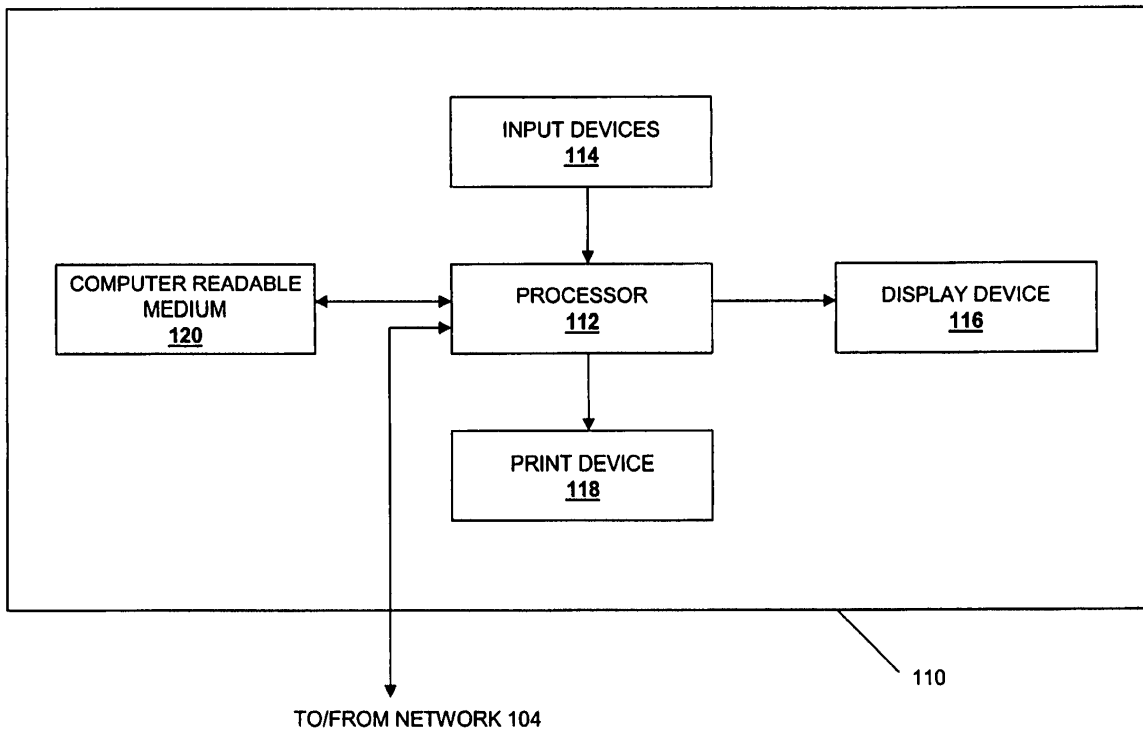 INPUT DEVICES
114
COMPUTER READABLE
MEDIUM
120
PROCESSOR
112
DISPLAY DEVICE
116
PRINT DEVICE
118
110
TO/FROM NETWORK 104